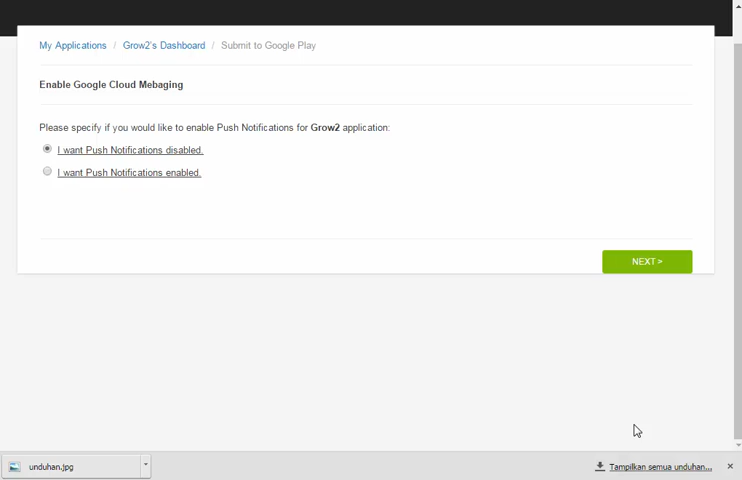 My Applications / Grow2's Dashboard / Submit to Google Play
Enable Google Cloud Mebaging
Please specify if you would like to enable Push Notifications for Grow2 application:
I want Push Notifications disabled.
I want Push Notifications enabled.
NEXT >
unduhan.jpg
Tampilkan semua unduhan...